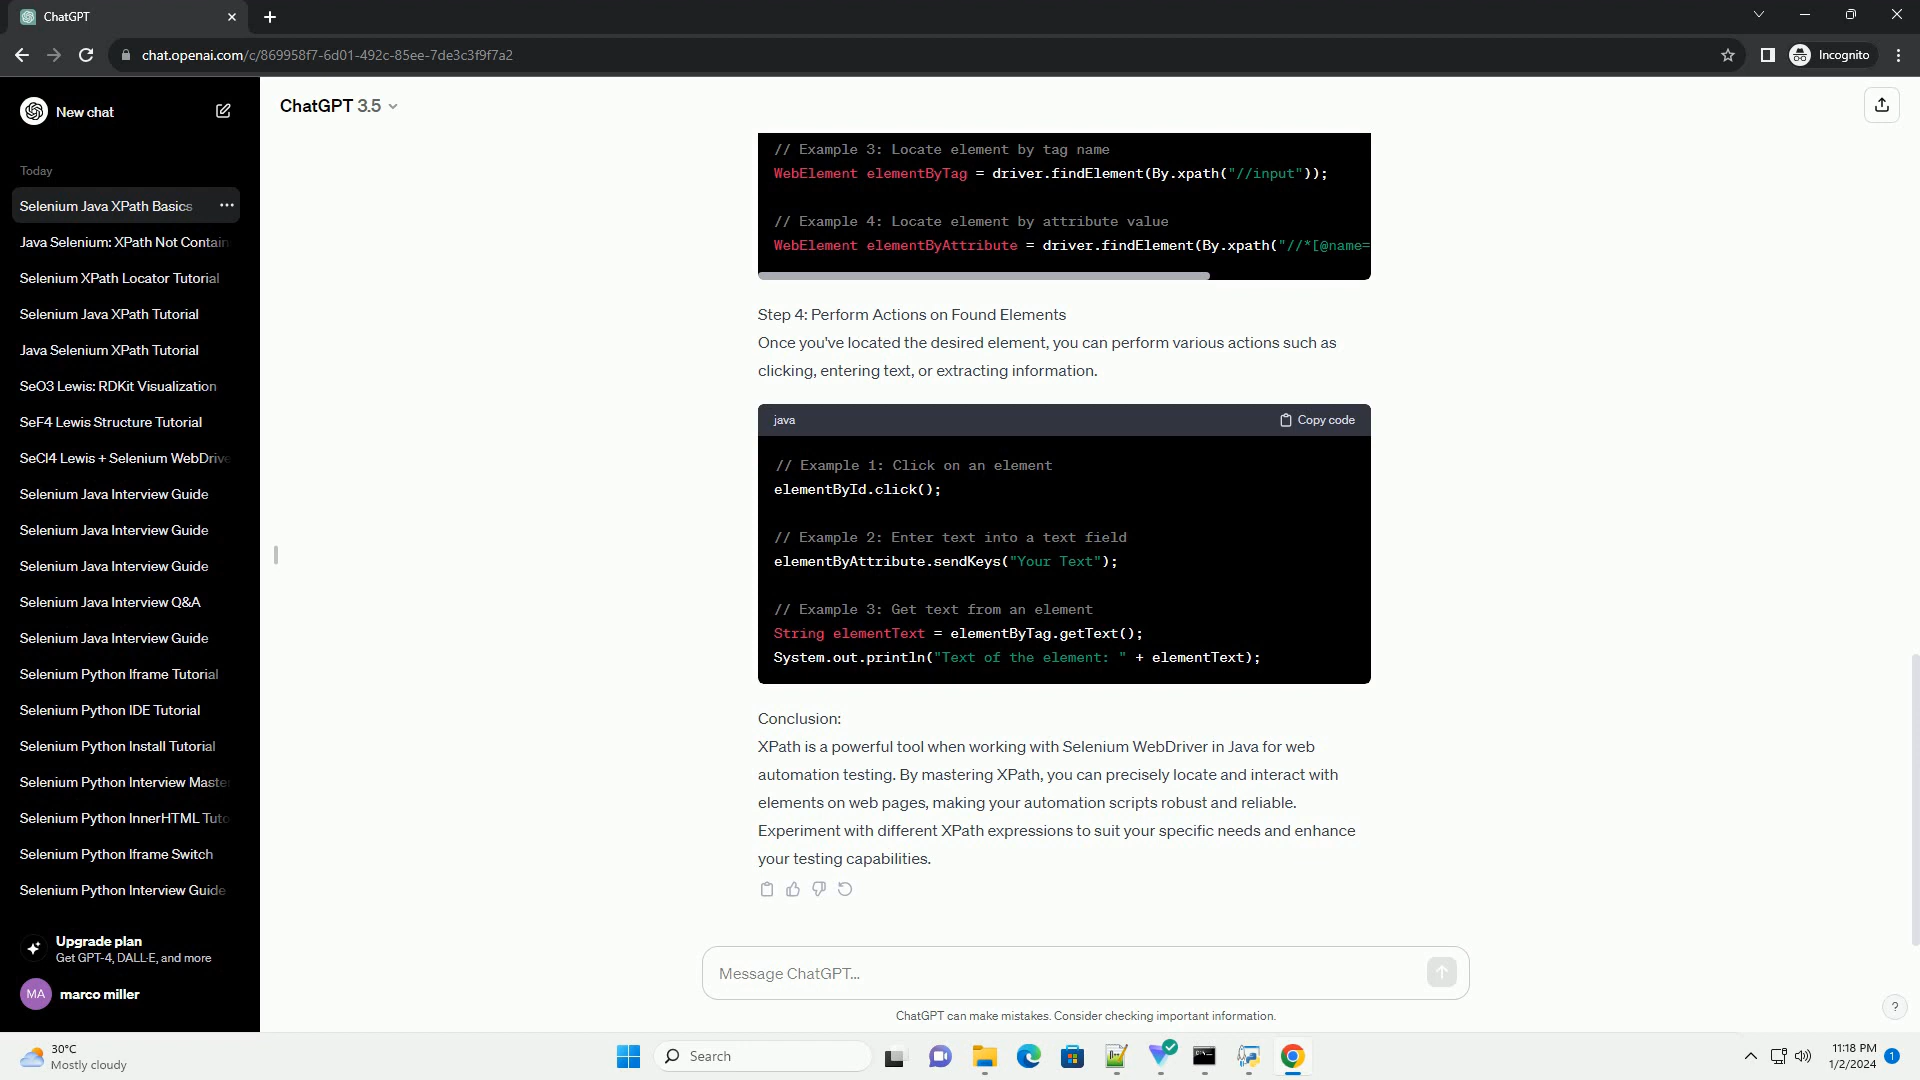 ChatGPT
chat.openai.com/c/869958f7-6d01-492c-85ee-7de3c3f9f7a2
Incognito
New chat
Today
Selenium Java XPath Basics
Java Selenium: XPath Not Contain
Selenium XPath Locator Tutorial
Selenium Java XPath Tutorial
Java Selenium XPath Tutorial
SeO3 Lewis: RDKit Visualization
SeF4 Lewis Structure Tutorial
SeCl4 Lewis + Selenium WebDrive
Selenium Java Interview Guide
Selenium Java Interview Guide
Selenium Java Interview Guide
Selenium Java Interview Q&A
Selenium Java Interview Guide
Selenium Python Iframe Tutorial
Selenium Python IDE Tutorial
Selenium Python Install Tutorial
Selenium Python Interview Master
Selenium Python InnerHTML Tuto
Selenium Python Iframe Switch
Selenium Python Interview Guide
Upgrade plan
Get GPT-4, DALL·E, and more
MA
marco miller
ChatGPT 3.5
// Example 3: Locate element by tag name
WebElement elementByTag = driver.findElement(By.xpath("//input"));
// Example 4: Locate element by attribute value
WebElement elementByAttribute = driver.findElement(By.xpath("//*[@name=
Step 4: Perform Actions on Found Elements
Once you've located the desired element, you can perform various actions such as
clicking, entering text, or extracting information.
java
Copy code
// Example 1: Click on an element
elementById.click();
// Example 2: Enter text into a text field
elementByAttribute.sendKeys("Your Text");
// Example 3: Get text from an element
String elementText = elementByTag.getText();
System.out.println("Text of the element: " + elementText);
Conclusion:
XPath is a powerful tool when working with Selenium WebDriver in Java for web
automation testing. By mastering XPath, you can precisely locate and interact with
elements on web pages, making your automation scripts robust and reliable.
Experiment with different XPath expressions to suit your specific needs and enhance
your testing capabilities.
Message ChatGPT...
ChatGPT can make mistakes. Consider checking important information.
?
30°C
Mostly cloudy
Search
11:18 PM
1/2/2024
1